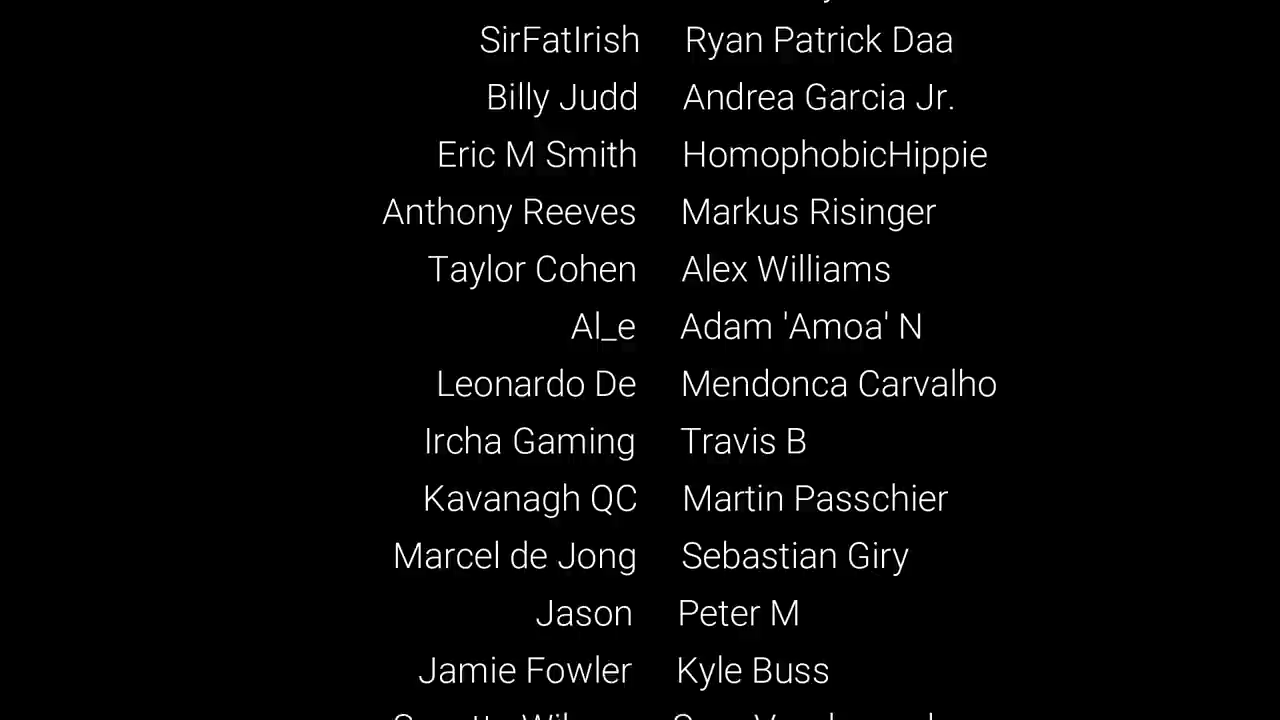 SirFatIrish Ryan Patrick Daa
Billy Judd Andrea Garcia Jr.
Eric M Smith HomophobicHippie
Anthony Reeves Markus Risinger
Taylor Cohen Alex Williams
Al_e Adam 'Amoa' N
Leonardo De Mendonca Carvalho
Ircha Gaming Travis B
Kavanagh QC Martin Passchier
Marcel de Jong Sebastian Giry
Jason Peter M
Jamie Fowler Kyle Buss